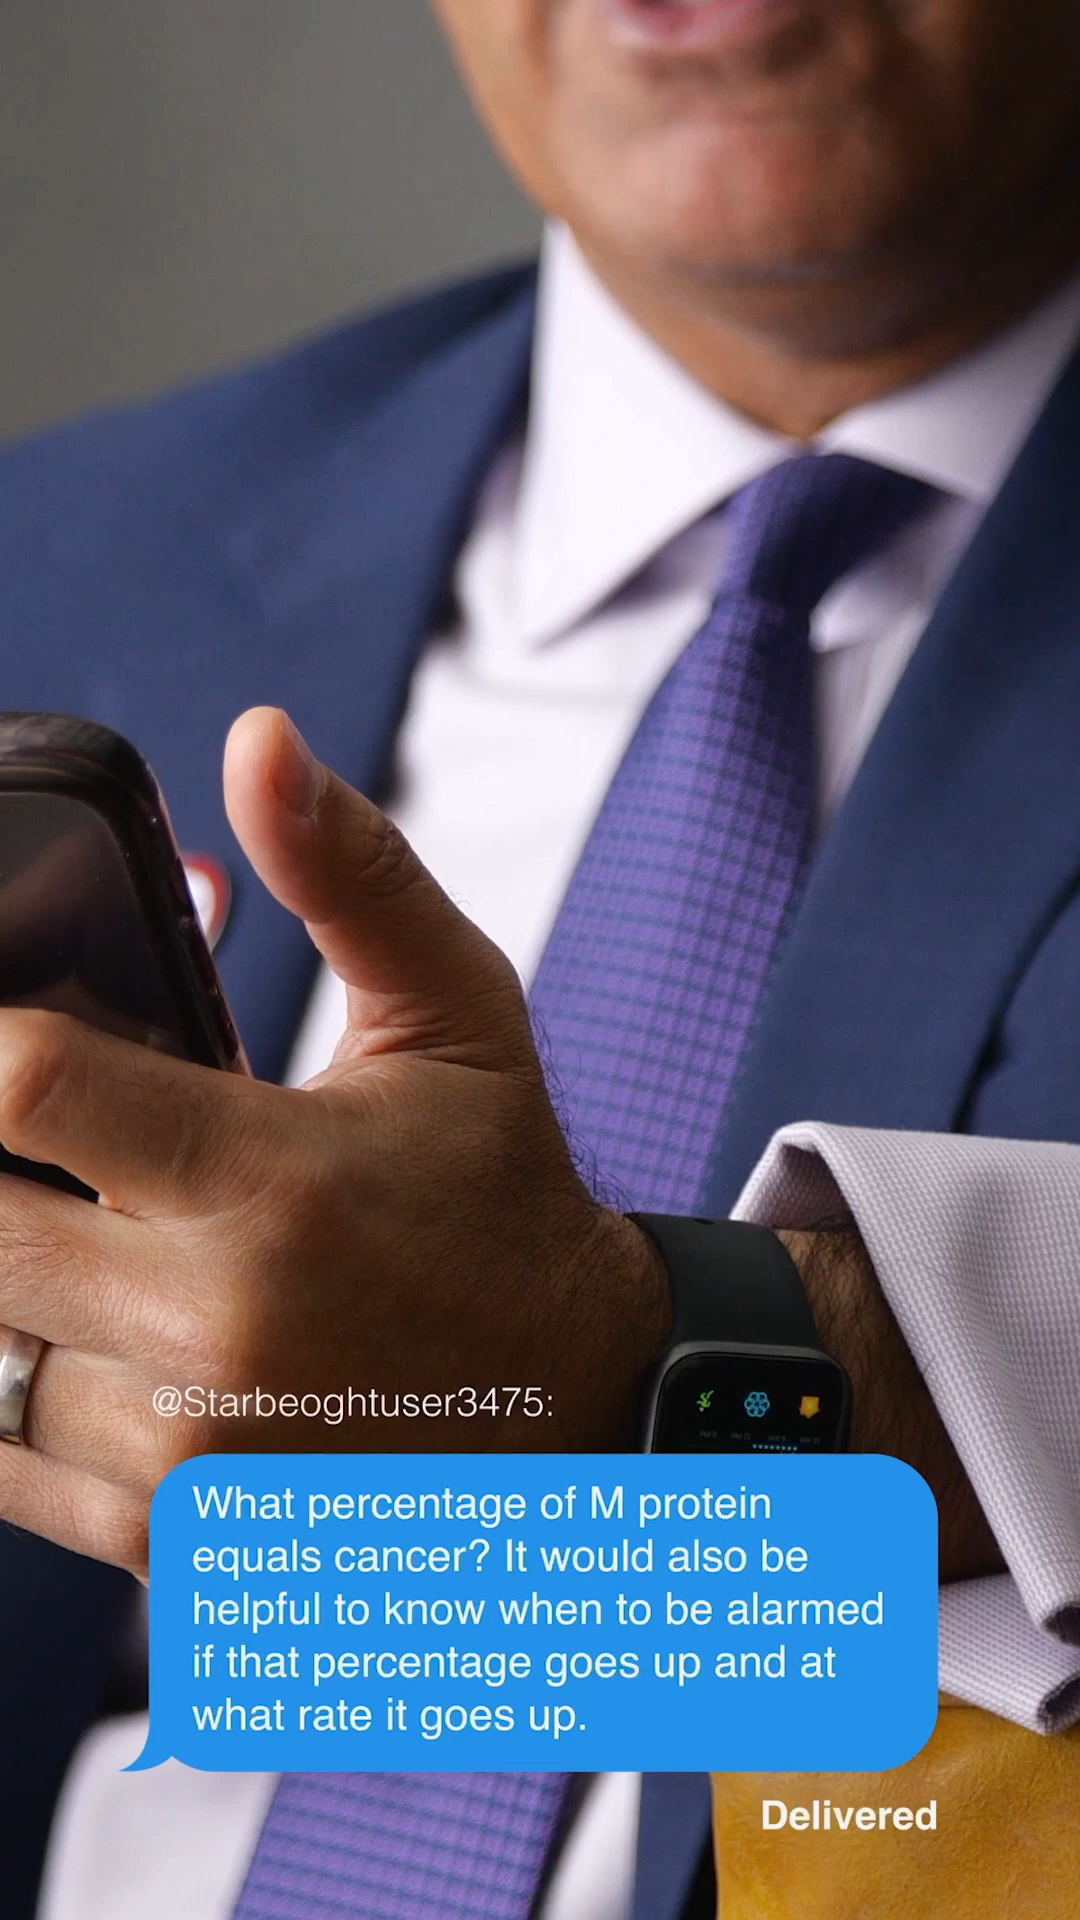 @Starbeoghtuser3475:
What percentage of M protein
equals cancer? It would also be
helpful to know when to be alarmed
if that percentage goes up and at
what rate it goes up.
Delivered